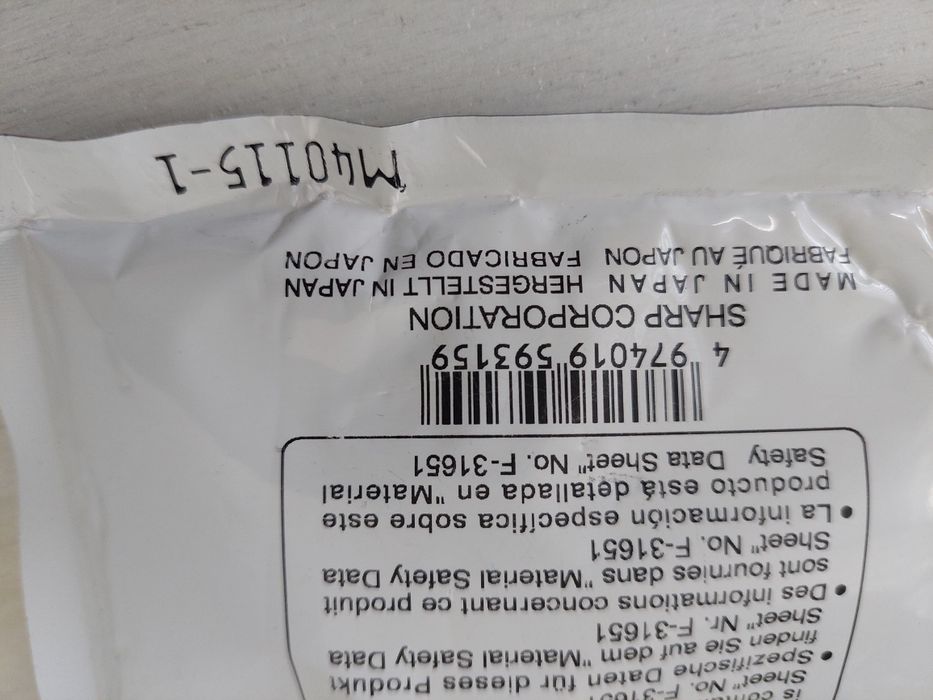 Sheet" No. F-31651
• Spezifische Daten für dieses Produkt
finden Sie auf dem "Material Safety Data
Sheet" Nr. F-31651
• Des informations concernant ce produit
sont fournies dans "Material Safety Data
Sheet" No. F-31651
• La información específica sobre este
producto está detallada en "Material
Safety Data Sheet" No. F-31651
4 974019 593159
SHARP CORPORATION
MADE IN JAPAN HERGESTELLT IN JAPAN
FABRIQUÉ AU JAPON FABRICADO EN JAPON
M40115-1